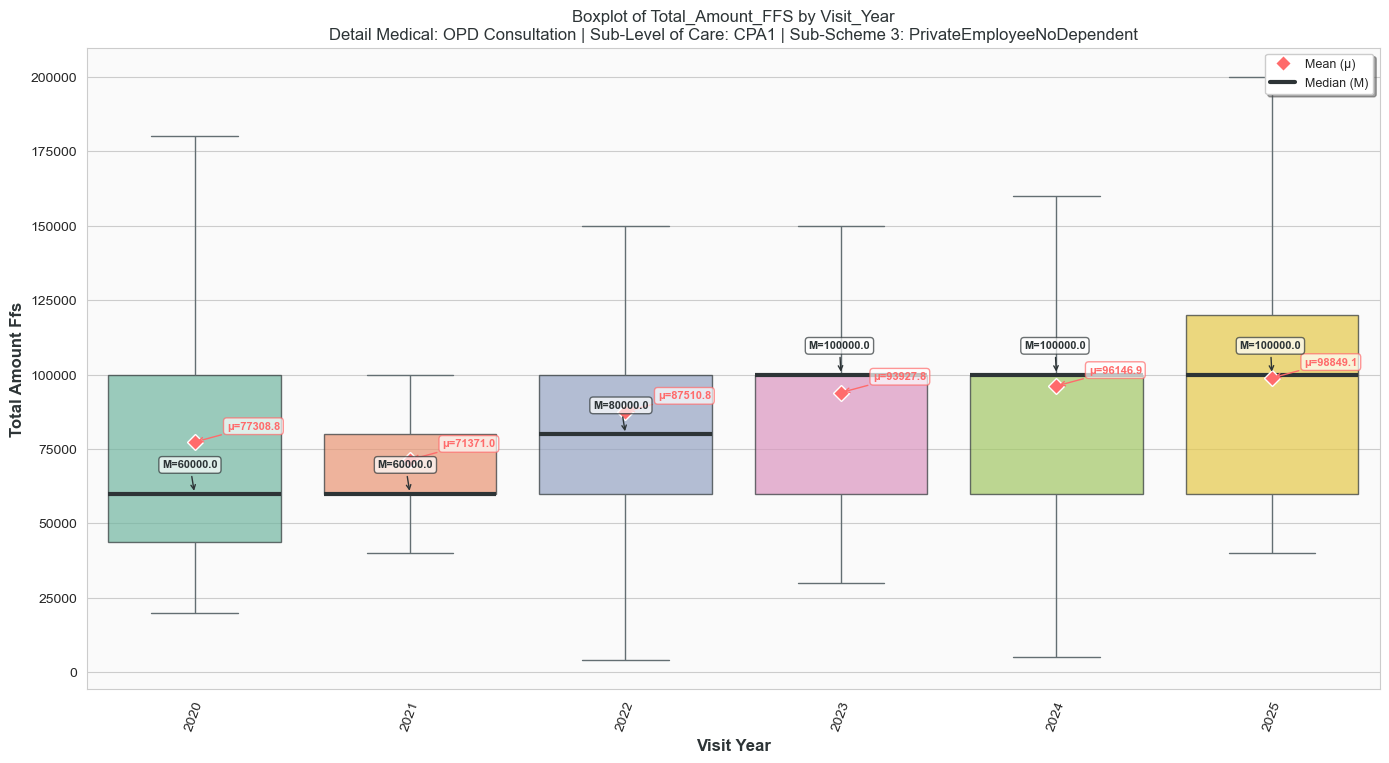 Boxplot of Total_Amount_FFS by Visit_Year
Detail Medical: OPD Consultation | Sub-Level of Care: CPA1 | Sub-Scheme 3: PrivateEmployeeNoDependent
Mean (μ)
Median (M)
Total Amount Ffs
200000
175000
150000
125000
100000
75000
50000
25000
0
μ=77308.8
M=60000.0
μ=71371.0
M=60000.0
μ=87510.8
M=80000.0
M=100000.0
μ=93927.8
M=100000.0
μ=96146.9
M=100000.0
μ=98849.1
2020
2021
2022
2023
2024
2025
Visit Year